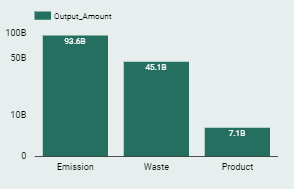 Output_Amount
100B
93.6B
50B
45.1B
10B
7.1B
0
Emission Waste Product